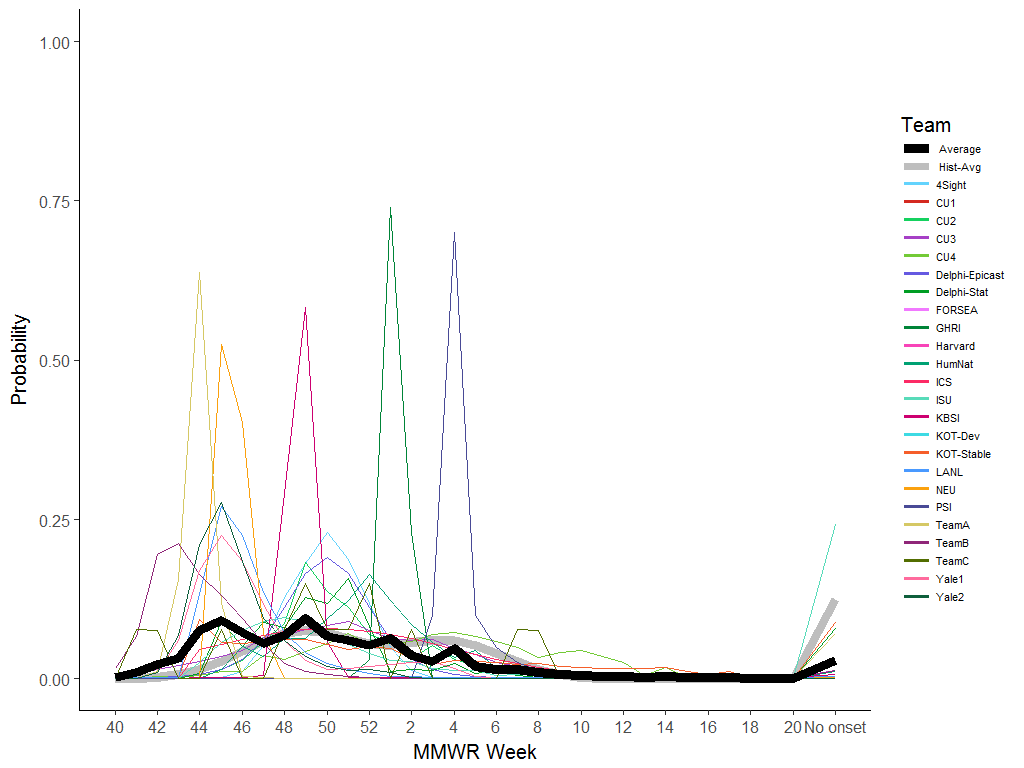 1.00
0.75
0.50
0.25
0.00
Probability
40 42 44 46 48 50 52 2 4 6 8 10 12 14 16 18 20 No onset
MMWR Week
Team
Average
Hist-Avg
4Sight
CU1
CU2
CU3
CU4
Delphi-Epicast
Delphi-Stat
FORSEA
GHRI
Harvard
HumNat
ICS
ISU
KBSI
KOT-Dev
KOT-Stable
LANL
NEU
PSI
TeamA
TeamB
TeamC
Yale1
Yale2